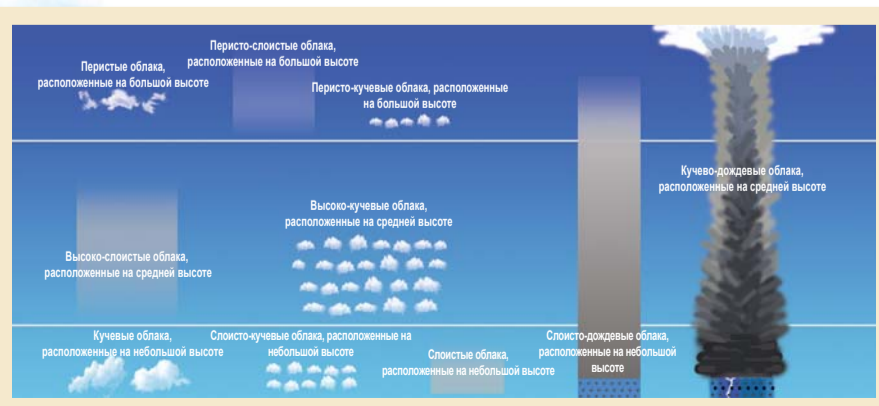 Перистые облака,
расположенные на большой высоте
Перисто-слоистые облака,
расположенные на большой высоте
Перисто-кучевые облака, расположенные
на большой высоте
Кучево-дождевые облака,
расположенные на средней высоте
Высоко-кучевые облака,
расположенные на средней высоте
Высоко-слоистые облака,
расположенные на средней высоте
Кучевые облака,
расположенные на небольшой высоте
Слоисто-кучевые облака, расположенные на
небольшой высоте
Слоистые облака,
расположенные на небольшой высоте
Слоисто-дождевые облака,
расположенные на небольшой
высоте